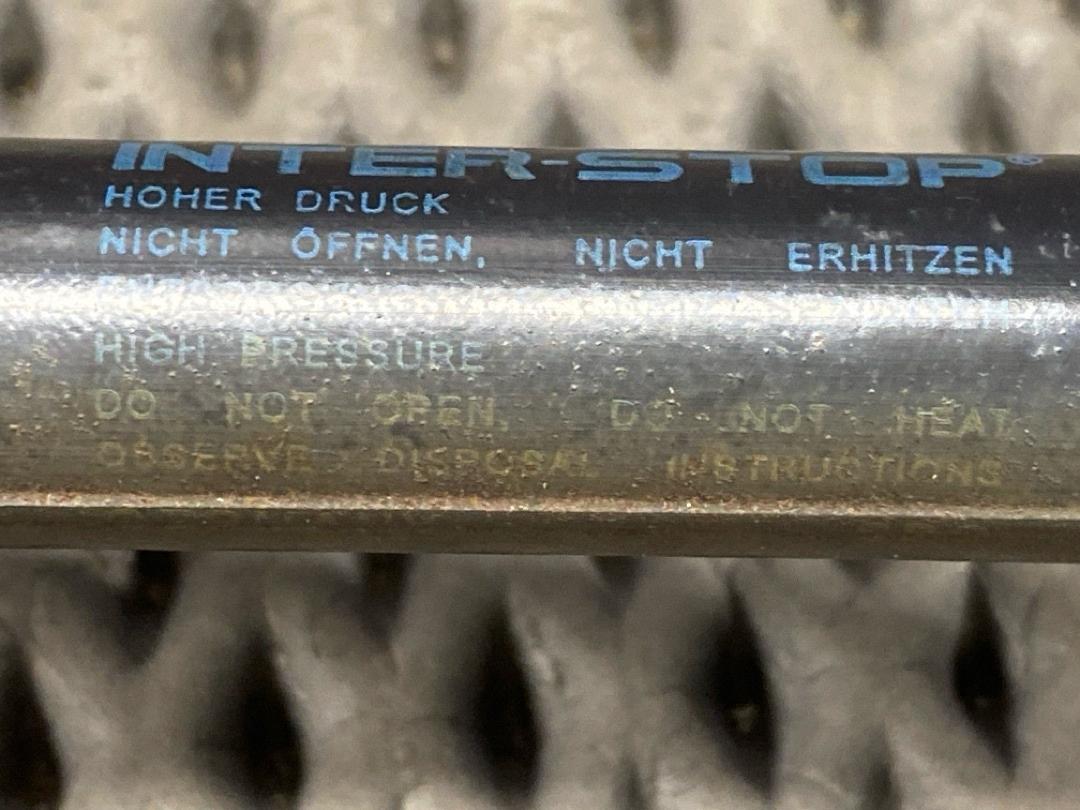 INTER-STOP®
HOHER DRUCK
NICHT ÖFFNEN, NICHT ERHITZEN
HIGH PRESSURE
DO NOT OPEN, DO NOT HEAT
OBSERVE DISPOSAL INSTRUCTIONS